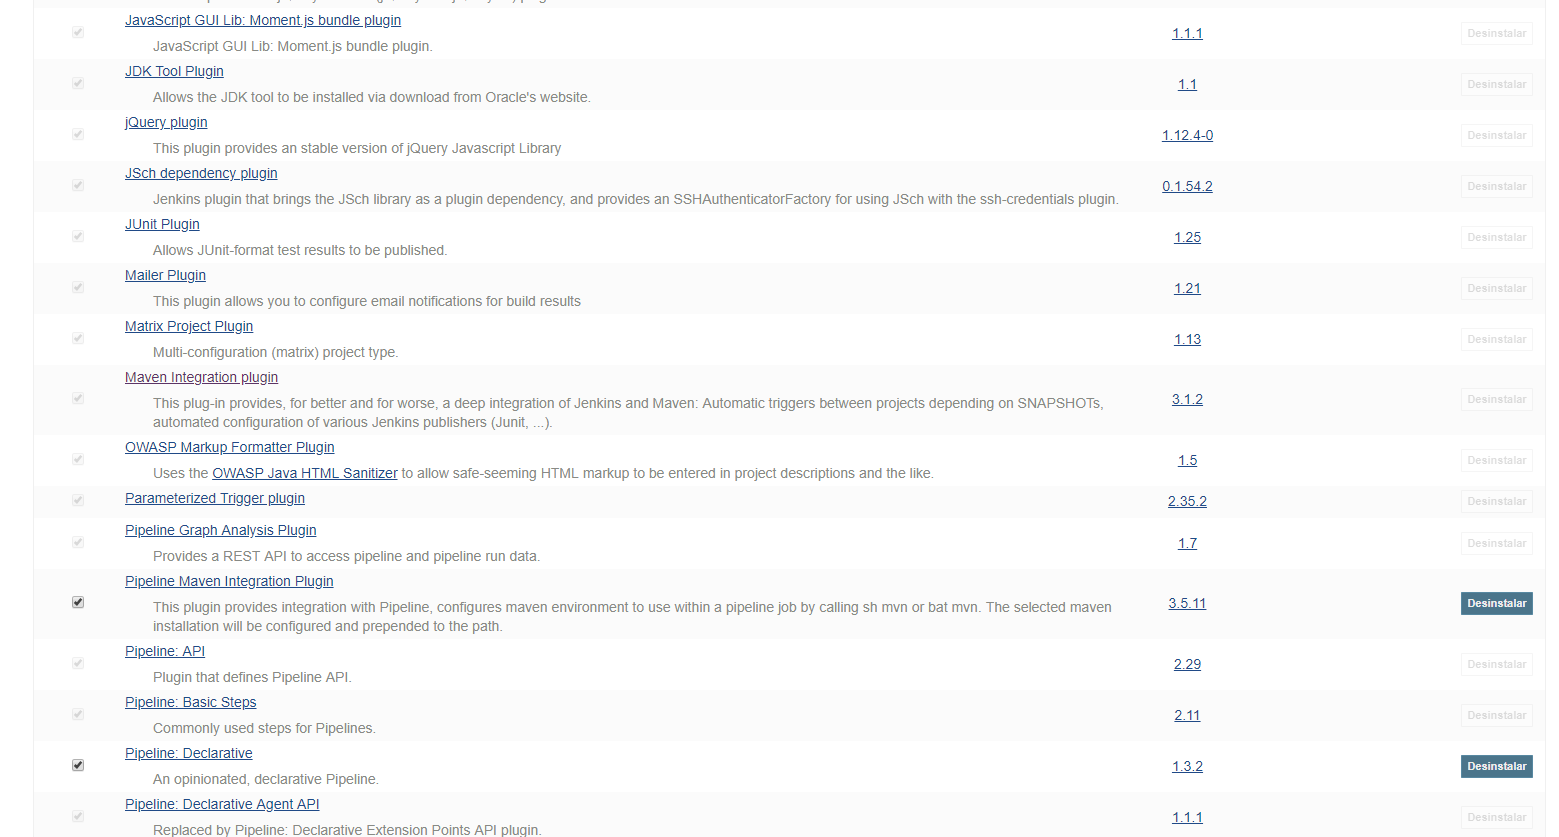 JavaScript GUI Lib: Moment.js bundle plugin
JavaScript GUI Lib: Moment.js bundle plugin.
1.1.1
Desinstalar
JDK Tool Plugin
Allows the JDK tool to be installed via download from Oracle's website.
1.1
Desinstalar
jQuery plugin
This plugin provides an stable version of jQuery Javascript Library
1.12.4-0
Desinstalar
JSch dependency plugin
Jenkins plugin that brings the JSch library as a plugin dependency, and provides an SSHAuthenticatorFactory for using JSch with the ssh-credentials plugin.
0.1.54.2
Desinstalar
JUnit Plugin
Allows JUnit-format test results to be published.
1.25
Desinstalar
Mailer Plugin
This plugin allows you to configure email notifications for build results
1.21
Desinstalar
Matrix Project Plugin
Multi-configuration (matrix) project type.
1.13
Desinstalar
Maven Integration plugin
This plug-in provides, for better and for worse, a deep integration of Jenkins and Maven: Automatic triggers between projects depending on SNAPSHOTs,
automated configuration of various Jenkins publishers (Junit, ...).
3.1.2
Desinstalar
OWASP Markup Formatter Plugin
Uses the OWASP Java HTML Sanitizer to allow safe-seeming HTML markup to be entered in project descriptions and the like.
1.5
Desinstalar
Parameterized Trigger plugin
2.35.2
Desinstalar
Pipeline Graph Analysis Plugin
Provides a REST API to access pipeline and pipeline run data.
1.7
Desinstalar
Pipeline Maven Integration Plugin
This plugin provides integration with Pipeline, configures maven environment to use within a pipeline job by calling sh mvn or bat mvn. The selected maven
installation will be configured and prepended to the path.
3.5.11
Desinstalar
Pipeline: API
Plugin that defines Pipeline API.
2.29
Desinstalar
Pipeline: Basic Steps
Commonly used steps for Pipelines.
2.11
Desinstalar
Pipeline: Declarative
An opinionated, declarative Pipeline.
1.3.2
Desinstalar
Pipeline: Declarative Agent API
Replaced by Pipeline: Declarative Extension Points API plugin.
1.1.1
Desinstalar